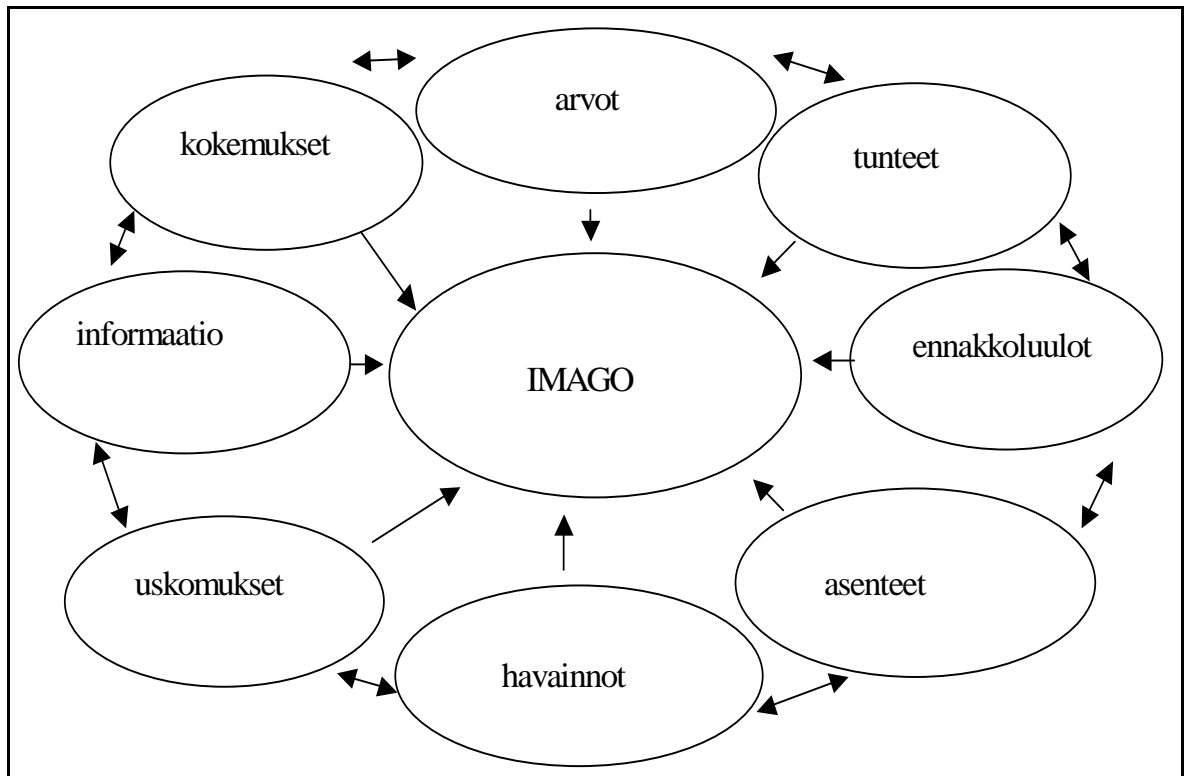 arvot
kokemukset
tunteet
informaatio
ennakkoluulot
IMAGO
uskomukset
asenteet
havainnot